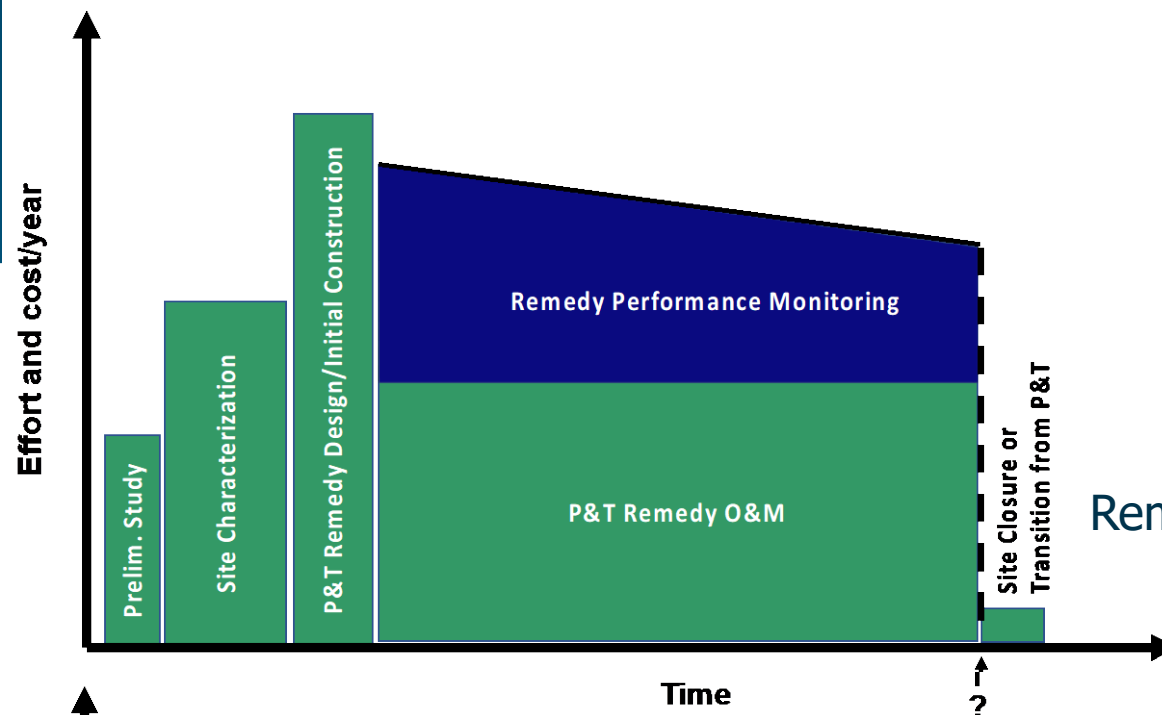 Effort and cost/year
Prelim. Study
Site Characterization
P&T Remedy Design/Initial Construction
Remedy Performance Monitoring
P&T Remedy O&M
Site Closure or
Transition from P&T
Rem
Time
?